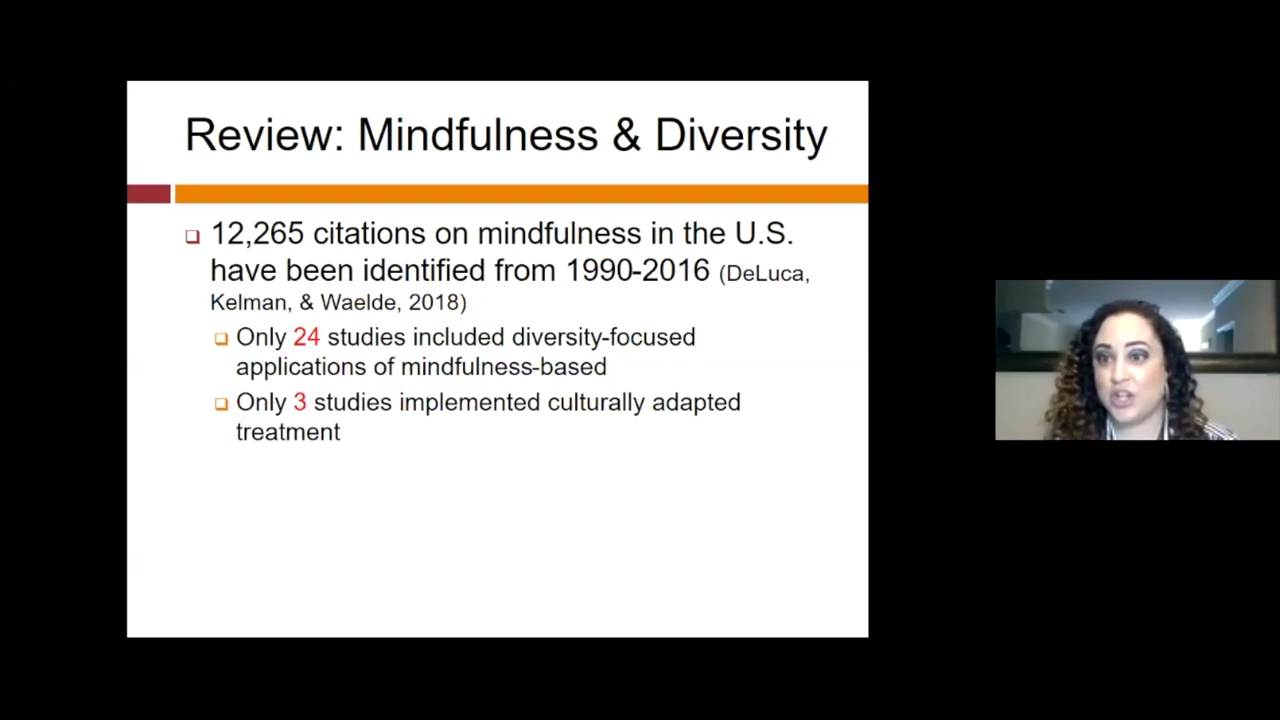 Review: Mindfulness & Diversity
12,265 citations on mindfulness in the U.S.
have been identified from 1990-2016 (DeLuca,
Kelman, & Waelde, 2018)
Only 24 studies included diversity-focused
applications of mindfulness-based
Only 3 studies implemented culturally adapted
treatment